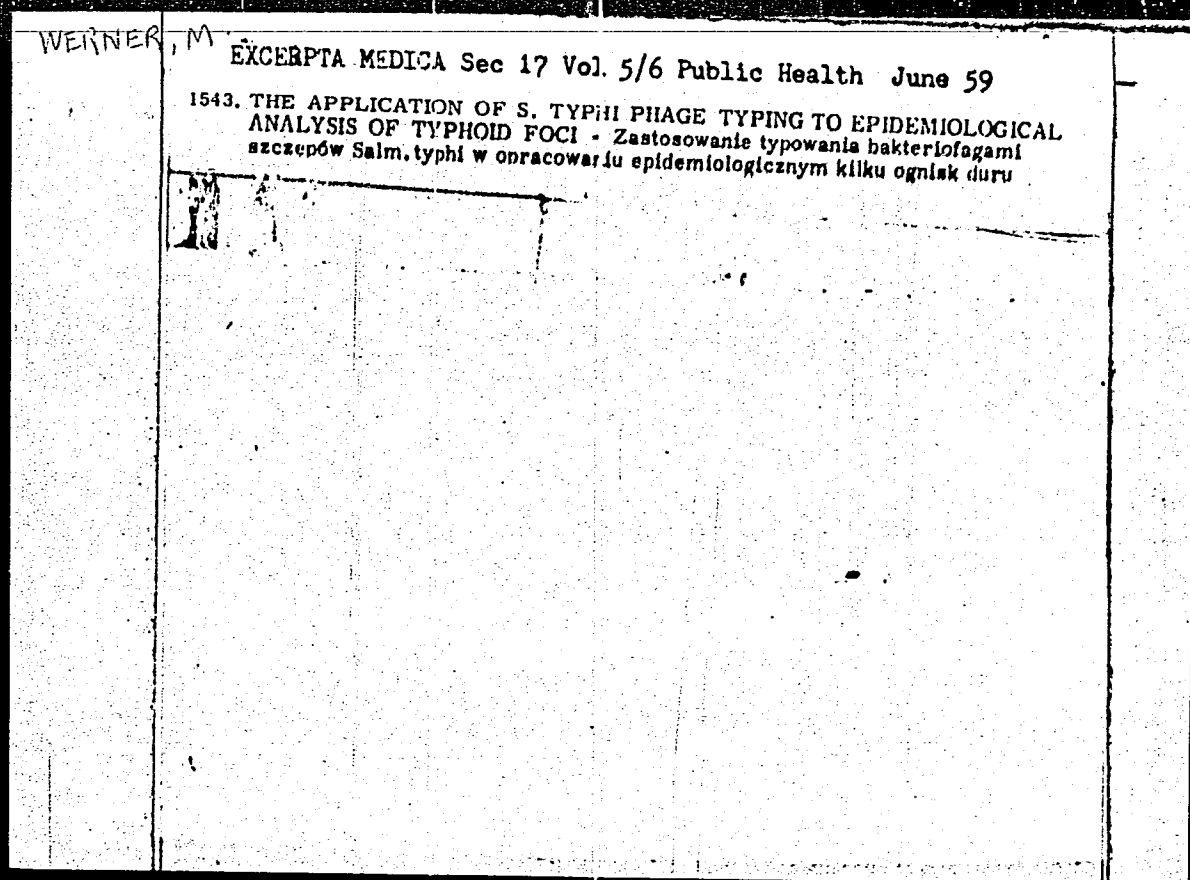 WERNER, M.
EXCERPTA MEDICA Sec 17 Vol. 5/6 Public Health June 59
1543. THE APPLICATION OF S. TYPHI PHAGE TYPING TO EPIDEMIOLOGICAL
ANALYSIS OF TYPHOID FOCI - Zastosowanie typowania bakteriofagami
szczepów Salm. typhi w opracowaniu epidemiologicznym kilku ognisk duru